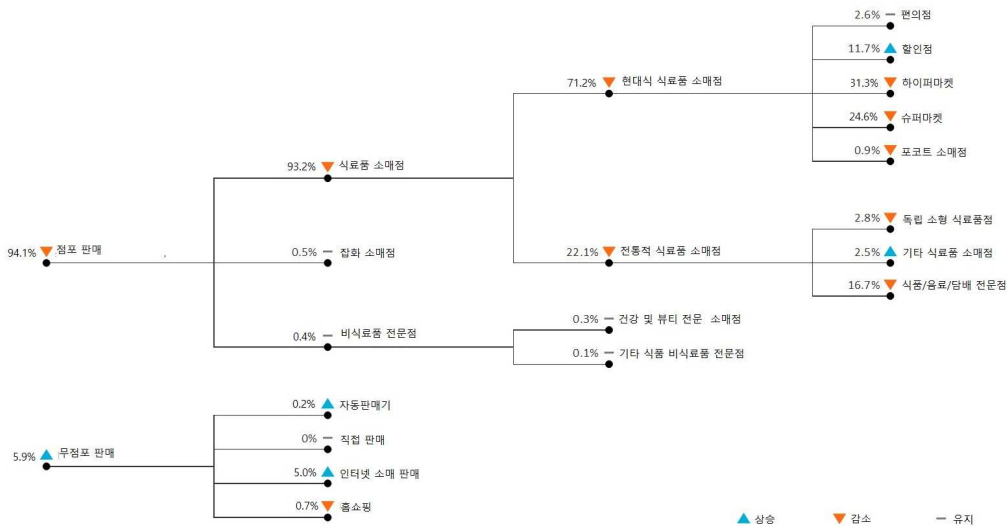 2.6% 편의점
11.7% 할인점
71.2% 현대식 식료품 소매점
31.3% 하이퍼마켓
24.6% 슈퍼마켓
0.9% 포코트 소매점
93.2% 식료품 소매점
2.8% 독립 소형 식료품점
94.1% 점포 판매
0.5% 잡화 소매점
22.1% 전통적 식료품 소매점
2.5% 기타 식료품 소매점
16.7% 식품/음료/담배 전문점
0.4% 비식료품 전문점
0.3% 건강 및 뷰티 전문 소매점
0.1% 기타 식품 비식료품 전문점
0.2% 자동판매기
0% 직접 판매
5.9% 무점포 판매
5.0% 인터넷 소매 판매
0.7% 홈쇼핑
상승 감소 유지